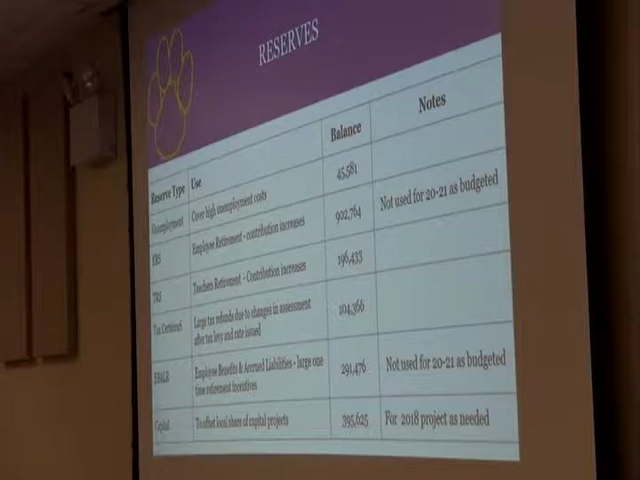 RESERVES
Reserve Type Use Balance Notes
Unemployment Cover high unemployment costs 45,581
ERS Employee Retirement - contribution increases 902,764 Not used for 20-21 as budgeted
TRS Teachers Retirement - Contribution increases 196,433
Tax Certiorari Large tax refunds due to changes in assessment 104,366
after tax levy and rate issued
EBALR Employee Benefits & Accrued Liabilities - large one 291,476 Not used for 20-21 as budgeted
time retirement incentives
Capital To offset local share of capital projects 395,625 For 2018 project as needed